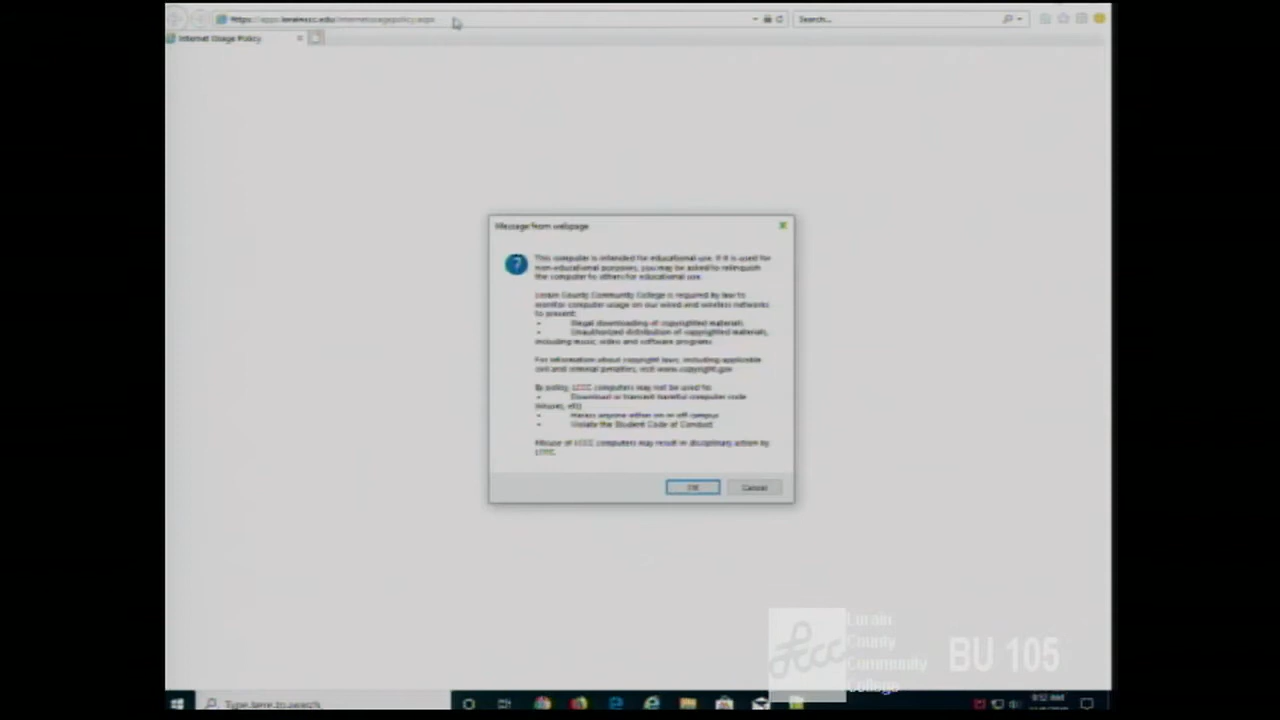 Internet Usage Policy
Search...
Message from webpage
This computer is intended for educational use. If it is used for
non-educational purposes, you may be asked to relinquish
the computer to others for educational use.
Lorain County Community College is required by law to
monitor computer usage on our wired and wireless networks
to prevent:
• Illegal downloading of copyrighted materials
• Unauthorized distribution of copyrighted materials,
including music, video and software programs
For information about copyright laws, including applicable
civil and criminal penalties, visit www.copyright.gov
By policy, LCCC computers may not be used to:
• Download or transmit harmful computer code
(viruses, etc)
• Harass anyone either on or off campus
• Violate the Student Code of Conduct
Misuse of LCCC computers may result in disciplinary action by
LCCC.
OK
Cancel
Lorain
County
Community
College
lccc
BU 105
Type here to search
9:52 AM